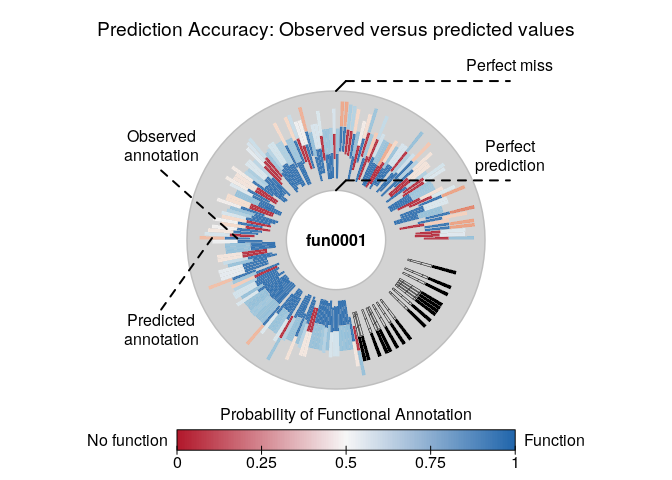 Prediction Accuracy: Observed versus predicted values
Perfect miss
Observed
annotation
Perfect
prediction
fun0001
Predicted
annotation
Probability of Functional Annotation
No function
Function
0 0.25 0.5 0.75 1